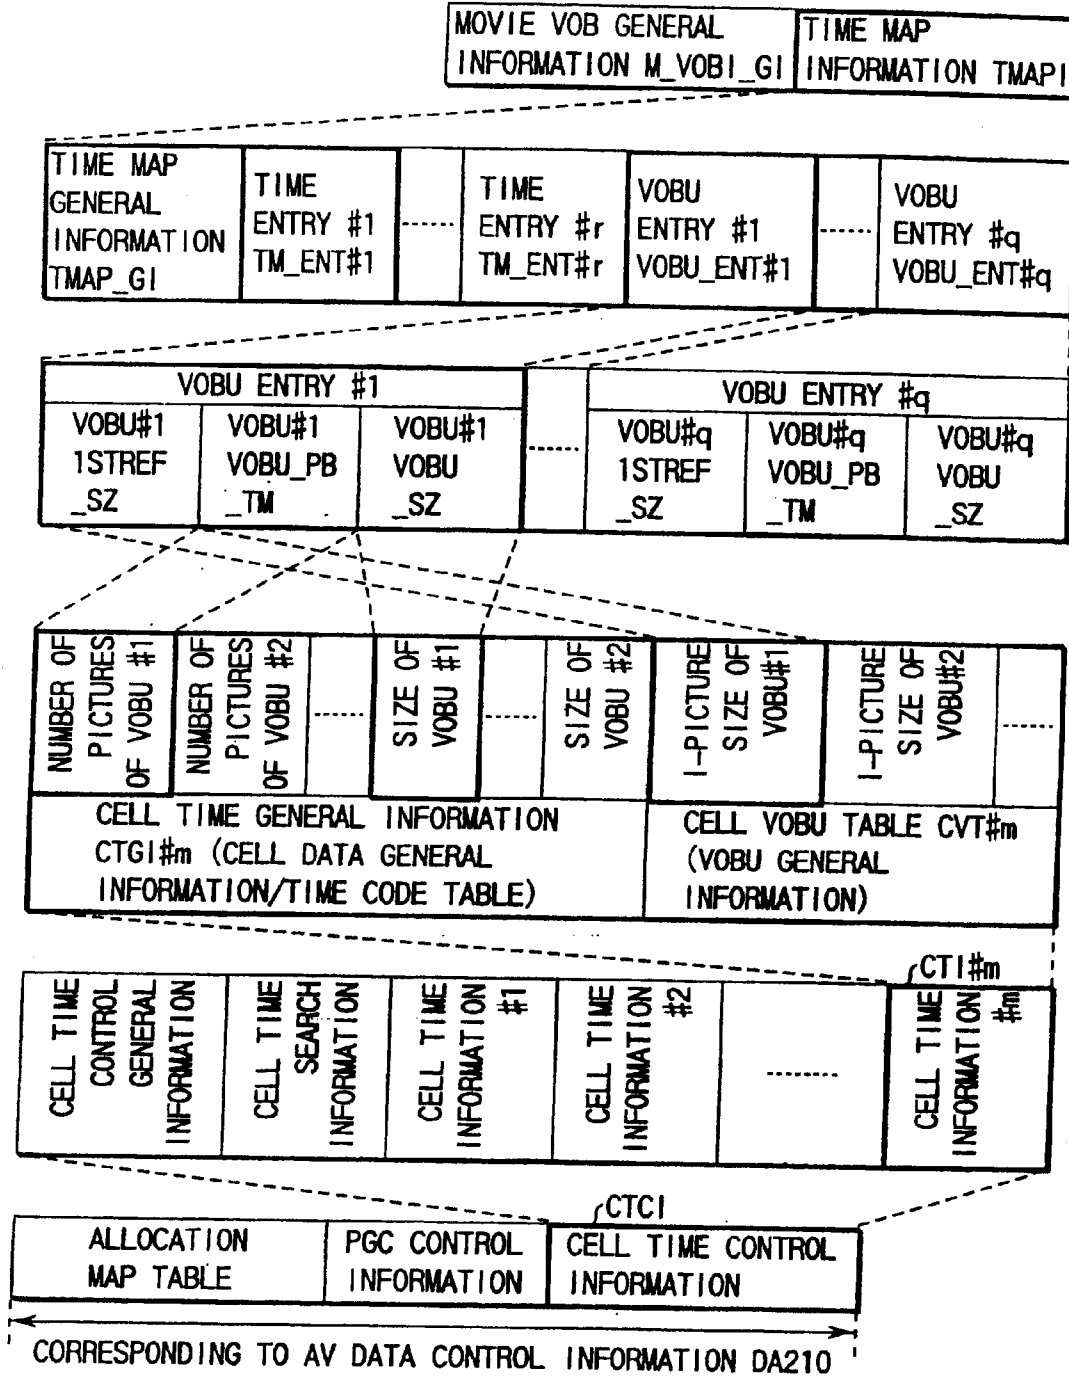 MOVIE VOB GENERAL
INFORMATION M_VOBI_GI
TIME MAP
INFORMATION TMAPI
TIME MAP
GENERAL
INFORMATION
TMAP_GI
TIME
ENTRY #1
TM_ENT#1
........
TIME
ENTRY #r
TM_ENT#r
VOBU
ENTRY #1
VOBU_ENT#1
........
VOBU
ENTRY #q
VOBU_ENT#q
VOBU ENTRY #1
VOBU#1
1STREF
_SZ
VOBU#1
VOBU_PB
_TM
VOBU#1
VOBU
_SZ
........
VOBU ENTRY #q
VOBU#q
1STREF
_SZ
VOBU#q
VOBU_PB
_TM
VOBU#q
VOBU
_SZ
NUMBER OF
PICTURES
OF VOBU #1
NUMBER OF
PICTURES
OF VOBU #2
........
SIZE OF
VOBU #1
........
SIZE OF
VOBU #2
I-PICTURE
SIZE OF
VOBU#1
I-PICTURE
SIZE OF
VOBU#2
........
CELL TIME GENERAL INFORMATION
CTGI#m (CELL DATA GENERAL
INFORMATION/TIME CODE TABLE)
CELL VOBU TABLE CVT#m
(VOBU GENERAL
INFORMATION)
CTI#m
CELL TIME
CONTROL
GENERAL
INFORMATION
CELL TIME
SEARCH
INFORMATION
CELL TIME
INFORMATION
#1
CELL TIME
INFORMATION
#2
........
CELL TIME
INFORMATION
#m
CTCI
ALLOCATION
MAP TABLE
PGC CONTROL
INFORMATION
CELL TIME CONTROL
INFORMATION
CORRESPONDING TO AV DATA CONTROL INFORMATION DA210